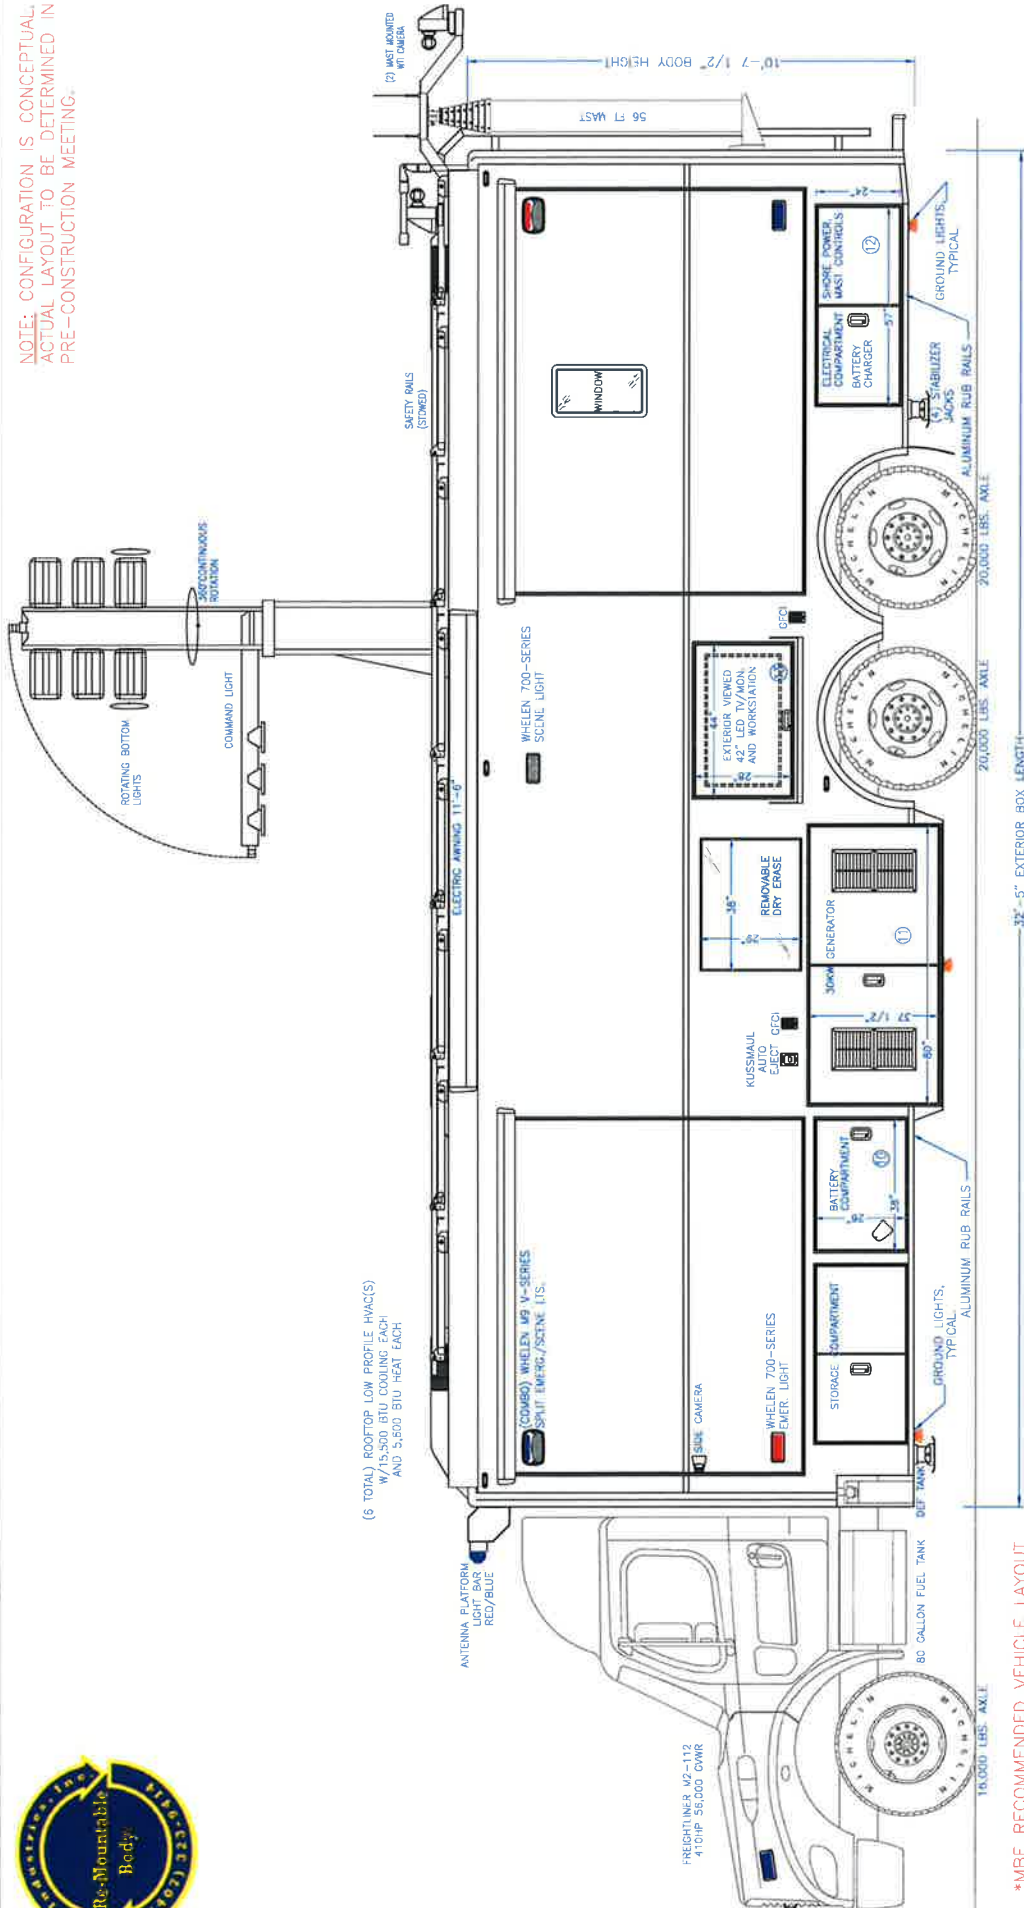 NOTE: CONFIGURATION IS CONCEPTUAL.
ACTUAL LAYOUT TO BE DETERMINED IN
PRE-CONSTRUCTION MEETING.
Industries, Inc.
Re-Mountable
Body
(2) MAST MOUNTED
WTI CAMERA
10'-7 1/2" BODY HEIGHT
56 FT MAST
360°CONTINUOUS
ROTATION
ROTATING BOTTOM
LIGHTS
COMMAND LIGHT
SAFETY RAILS
(STOWED)
(6 TOTAL) ROOFTOP LOW PROFILE HVAC(S)
W/15,500 BTU COOLING EACH
AND 5,600 BTU HEAT EACH
ANTENNA PLATFORM
LIGHT BAR
RED/BLUE
ELECTRIC AWNING 11'-6"
(COMBO) WHELEN M9 V-SERIES
SPLIT EMERG./SCENE LTS.
WHELEN 700-SERIES
SCENE LIGHT
WINDOW
SIDE CAMERA
WHELEN 700-SERIES
EMER. LIGHT
KUSSMAUL
AUTO
EJECT
GFCI
38"
REMOVABLE
DRY ERASE
44"
28"
EXTERIOR VIEWED
42" LED TV/MON.
AND WORKSTATION
GFCI
STORAGE COMPARTMENT
BATTERY
COMPARTMENT
10
26"
38"
30KW GENERATOR
11
37 1/2"
80"
ELECTRICAL
COMPARTMENT
BATTERY
CHARGER
SHORE POWER,
MAST CONTROLS
12
24"
57"
FREIGHTLINER M2-112
410HP 56,000 GVWR
80 GALLON FUEL TANK
DEF TANK
GROUND LIGHTS,
TYPICAL.
ALUMINUM RUB RAILS
(4) STABILIZER
JACKS
ALUMINUM RUB RAILS
GROUND LIGHTS,
TYPICAL
MICHELIN
MICHELIN
MICHELIN
MICHELIN
MICHELIN
MICHELIN
16,000 LBS. AXLE
20,000 LBS. AXLE
20,000 LBS. AXLE
32"-5" EXTERIOR BOX LENGTH
*MBF RECOMMENDED VEHICLE LAYOUT